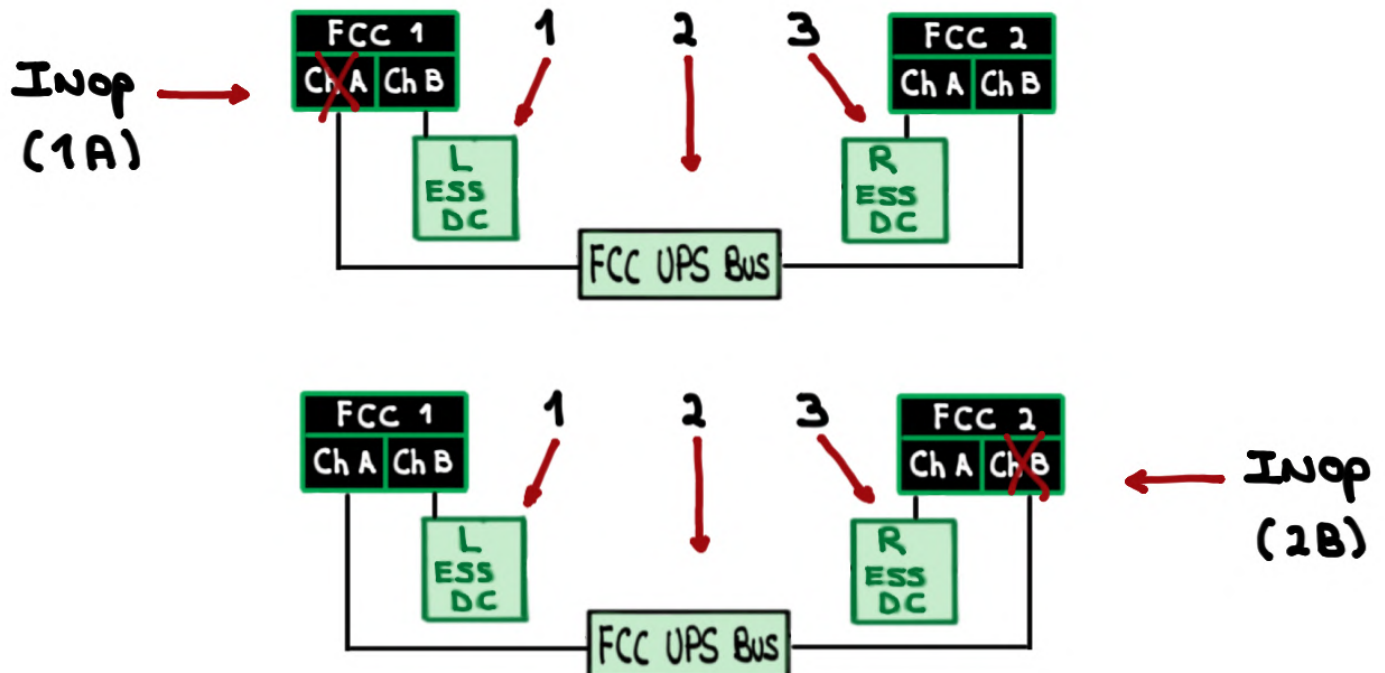 FCC 1
1
2
3
FCC 2
INOP
(1A)
Ch A
Ch B
Ch A
Ch B
L
ESS
DC
R
ESS
DC
FCC UPS Bus
FCC 1
1
2
3
FCC 2
Ch A
Ch B
Ch A
Ch B
INOP
(2B)
L
ESS
DC
R
ESS
DC
FCC UPS Bus